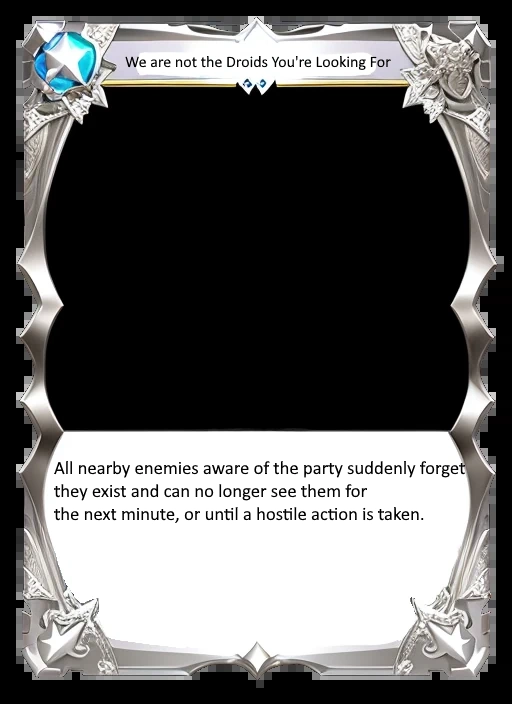 We are not the Droids You're Looking For
All nearby enemies aware of the party suddenly forget
they exist and can no longer see them for
the next minute, or until a hostile action is taken.